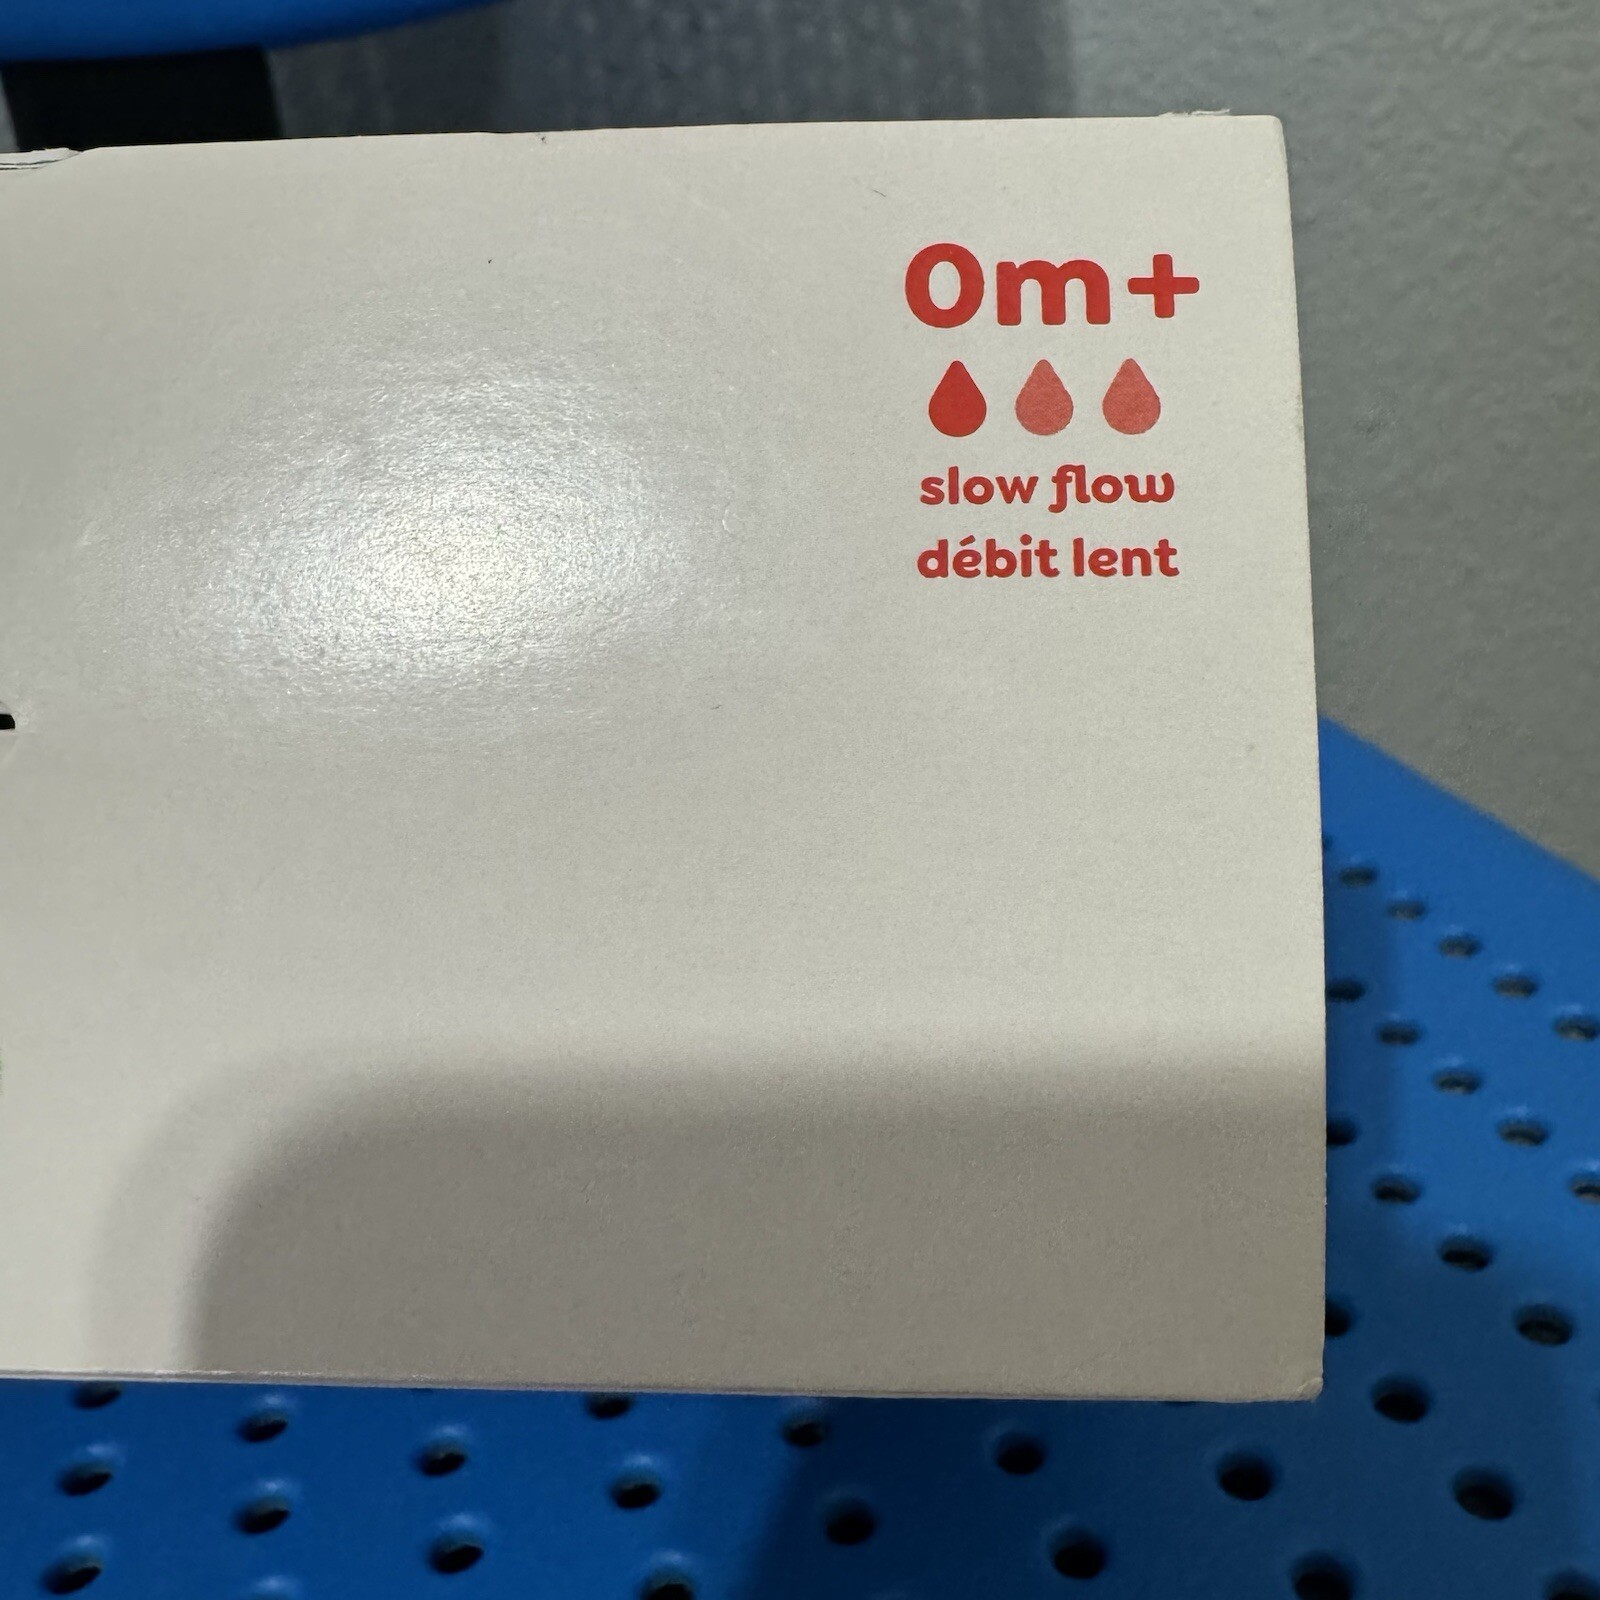 0m+
slow flow
débit lent